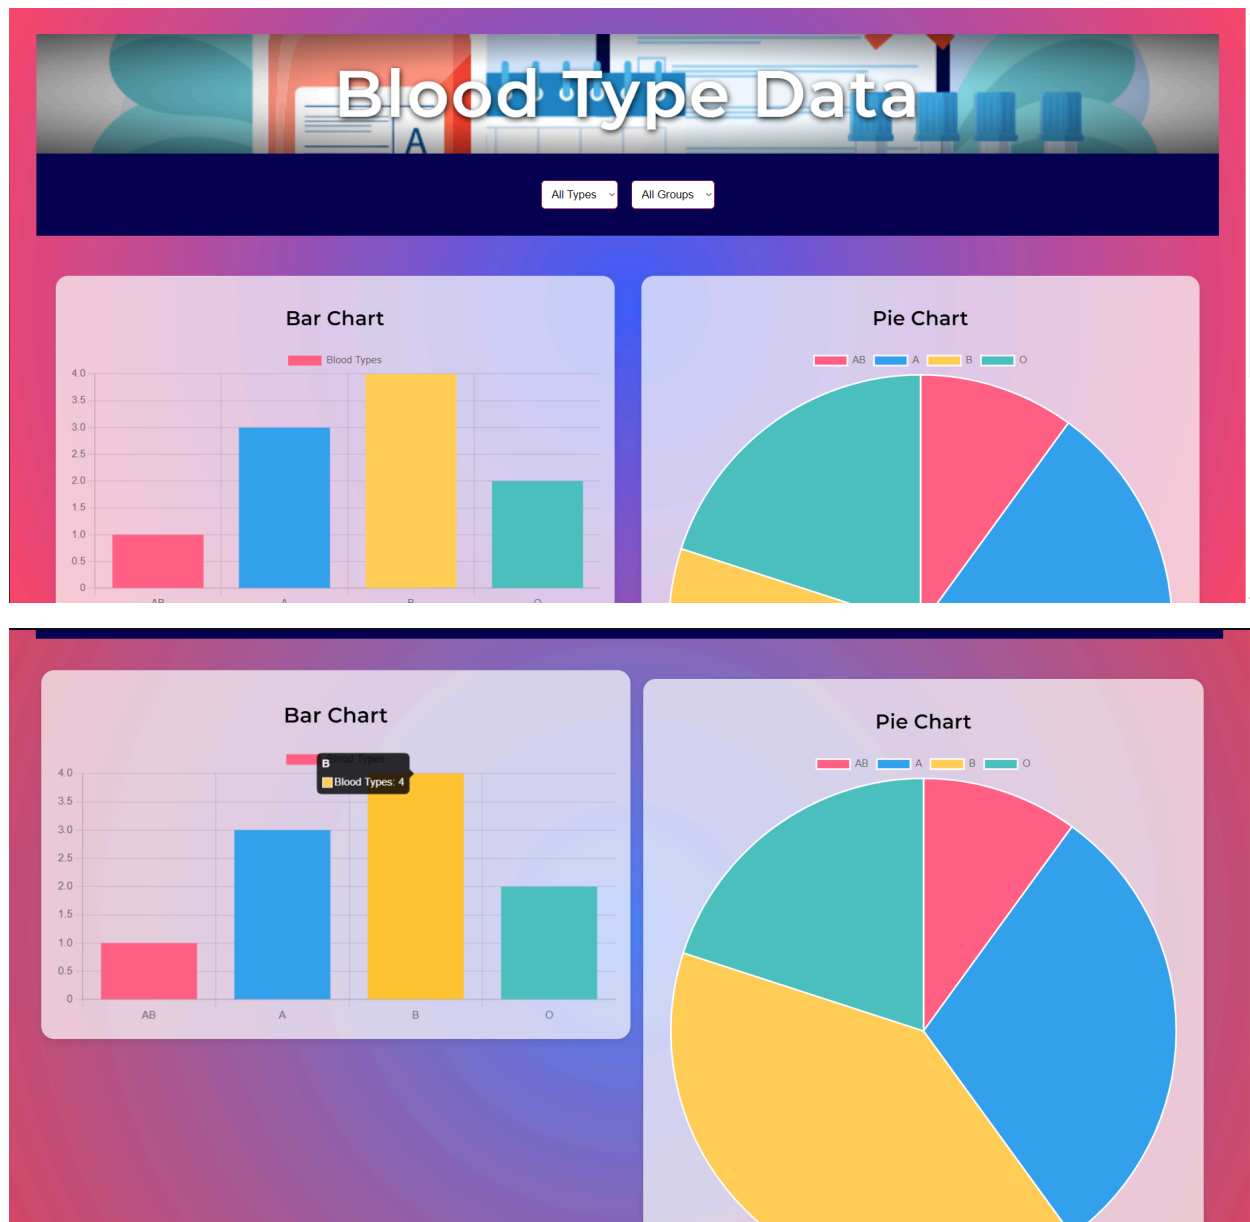 Blood Type Data
A
All Types
All Groups
Bar Chart
Blood Types
4.0
3.5
3.0
2.5
2.0
1.5
1.0
0.5
0
AB A B O
Pie Chart
AB A B O
Bar Chart
Blood Types
B
Blood Types: 4
4.0
3.5
3.0
2.5
2.0
1.5
1.0
0.5
0
AB A B O
Pie Chart
AB A B O